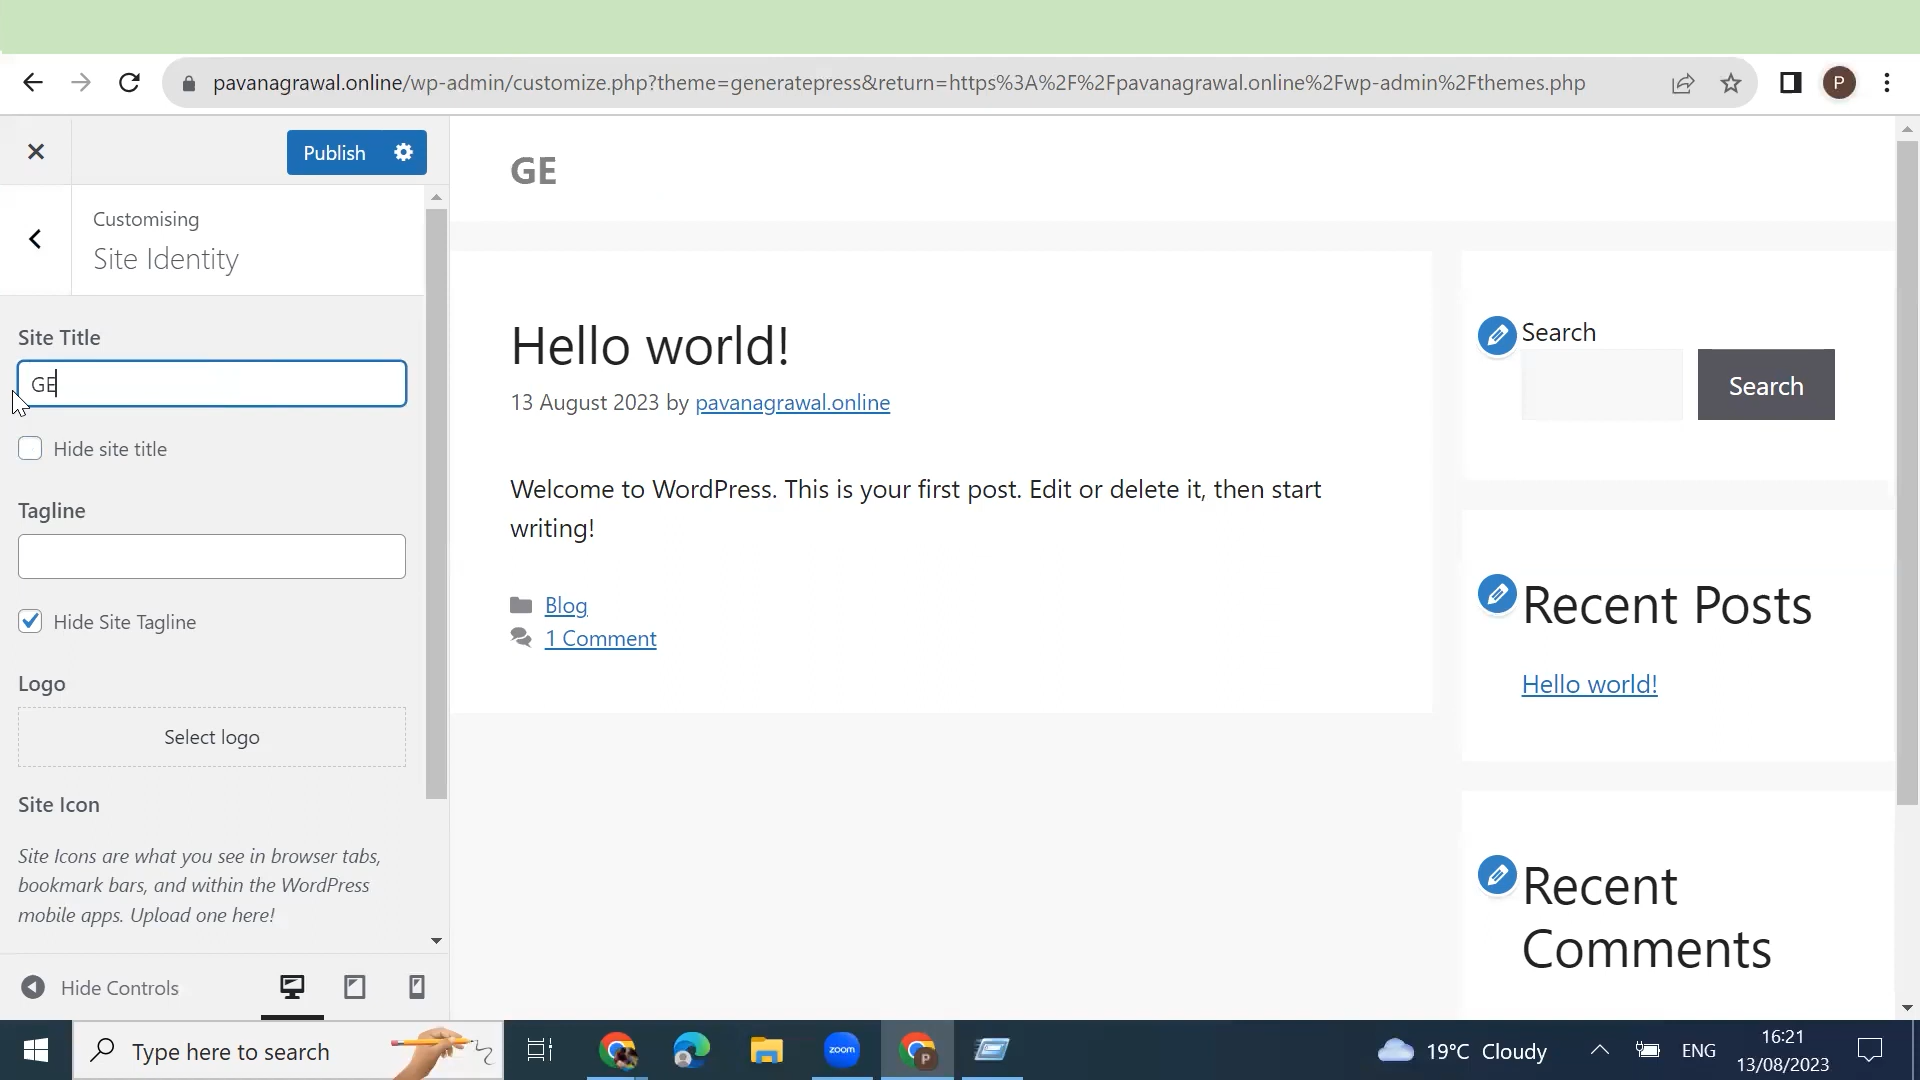 pavanagrawal.online/wp-admin/customize.php?theme=generatepress&return=https%3A%2F%2Fpavanagrawal.online%2Fwp-admin%2Fthemes.php
P
Publish
Customising
Site Identity
Site Title
GE
Hide site title
Tagline
Hide Site Tagline
Logo
Select logo
Site Icon
Site Icons are what you see in browser tabs,
bookmark bars, and within the WordPress
mobile apps. Upload one here!
Hide Controls
GE
Hello world!
13 August 2023 by pavanagrawal.online
Welcome to WordPress. This is your first post. Edit or delete it, then start
writing!
Blog
1 Comment
Search
Search
Recent Posts
Hello world!
Recent
Comments
Type here to search
zoom
P
19°C Cloudy
ENG
16:21
13/08/2023